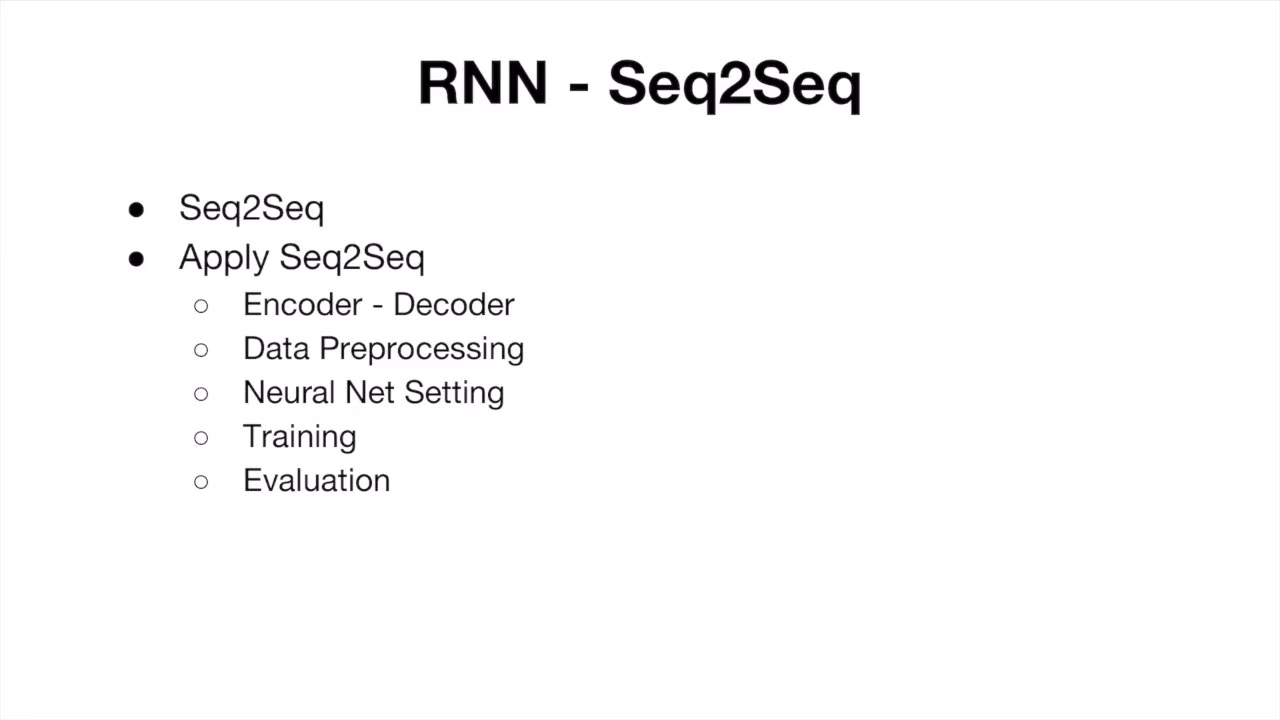 RNN - Seq2Seq
● Seq2Seq
● Apply Seq2Seq
○ Encoder - Decoder
○ Data Preprocessing
○ Neural Net Setting
○ Training
○ Evaluation